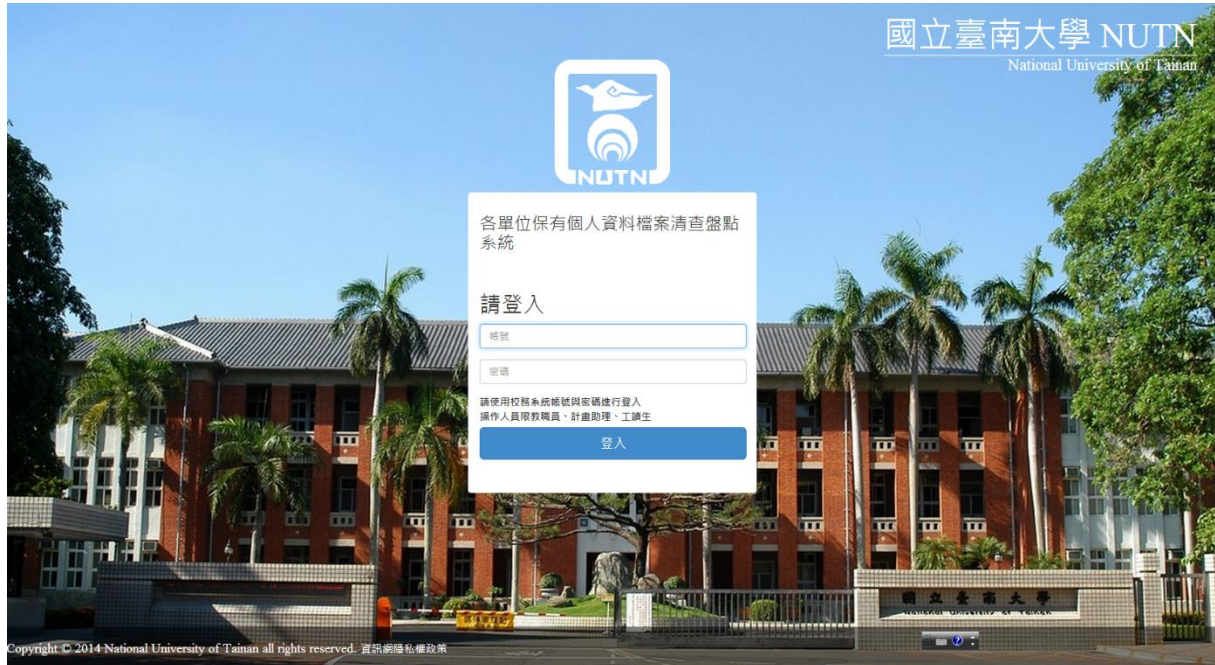 國立臺南大學 NUTN
National University of Tainan
NUTN
各單位保有個人資料檔案清查盤點
系統
請登入
帳號
密碼
請使用校務系統帳號與密碼進行登入
操作人員限教職員、計畫助理、工讀生
登入
國立臺南大學
National University of Tainan
Copyright © 2014 National University of Tainan all rights reserved. 資訊網隱私權政策